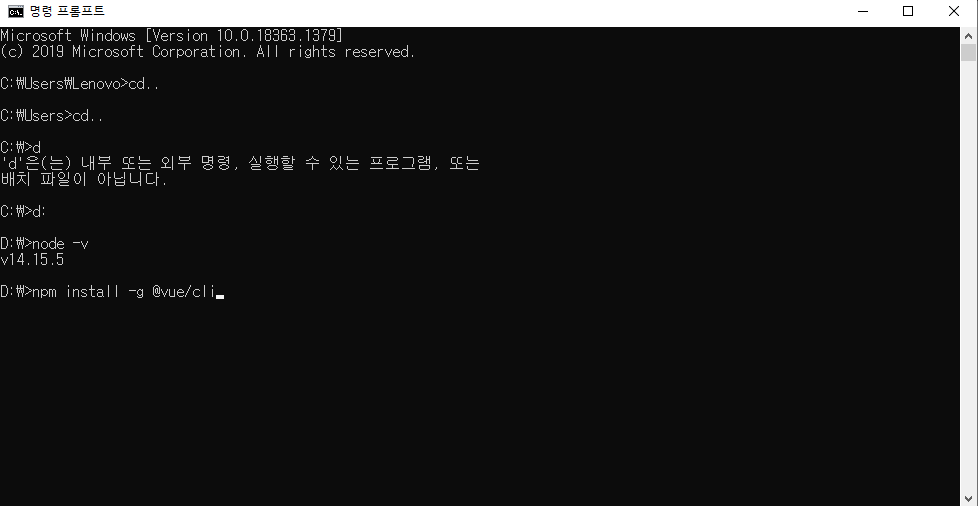 명령 프롬프트
Microsoft Windows [Version 10.0.18363.1379]
(c) 2019 Microsoft Corporation. All rights reserved.
C:₩Users₩Lenovo>cd..
C:₩Users>cd..
C:₩>d
'd'은(는) 내부 또는 외부 명령, 실행할 수 있는 프로그램, 또는
배치 파일이 아닙니다.
C:₩>d:
D:₩>node -v
v14.15.5
D:₩>npm install -g @vue/cli